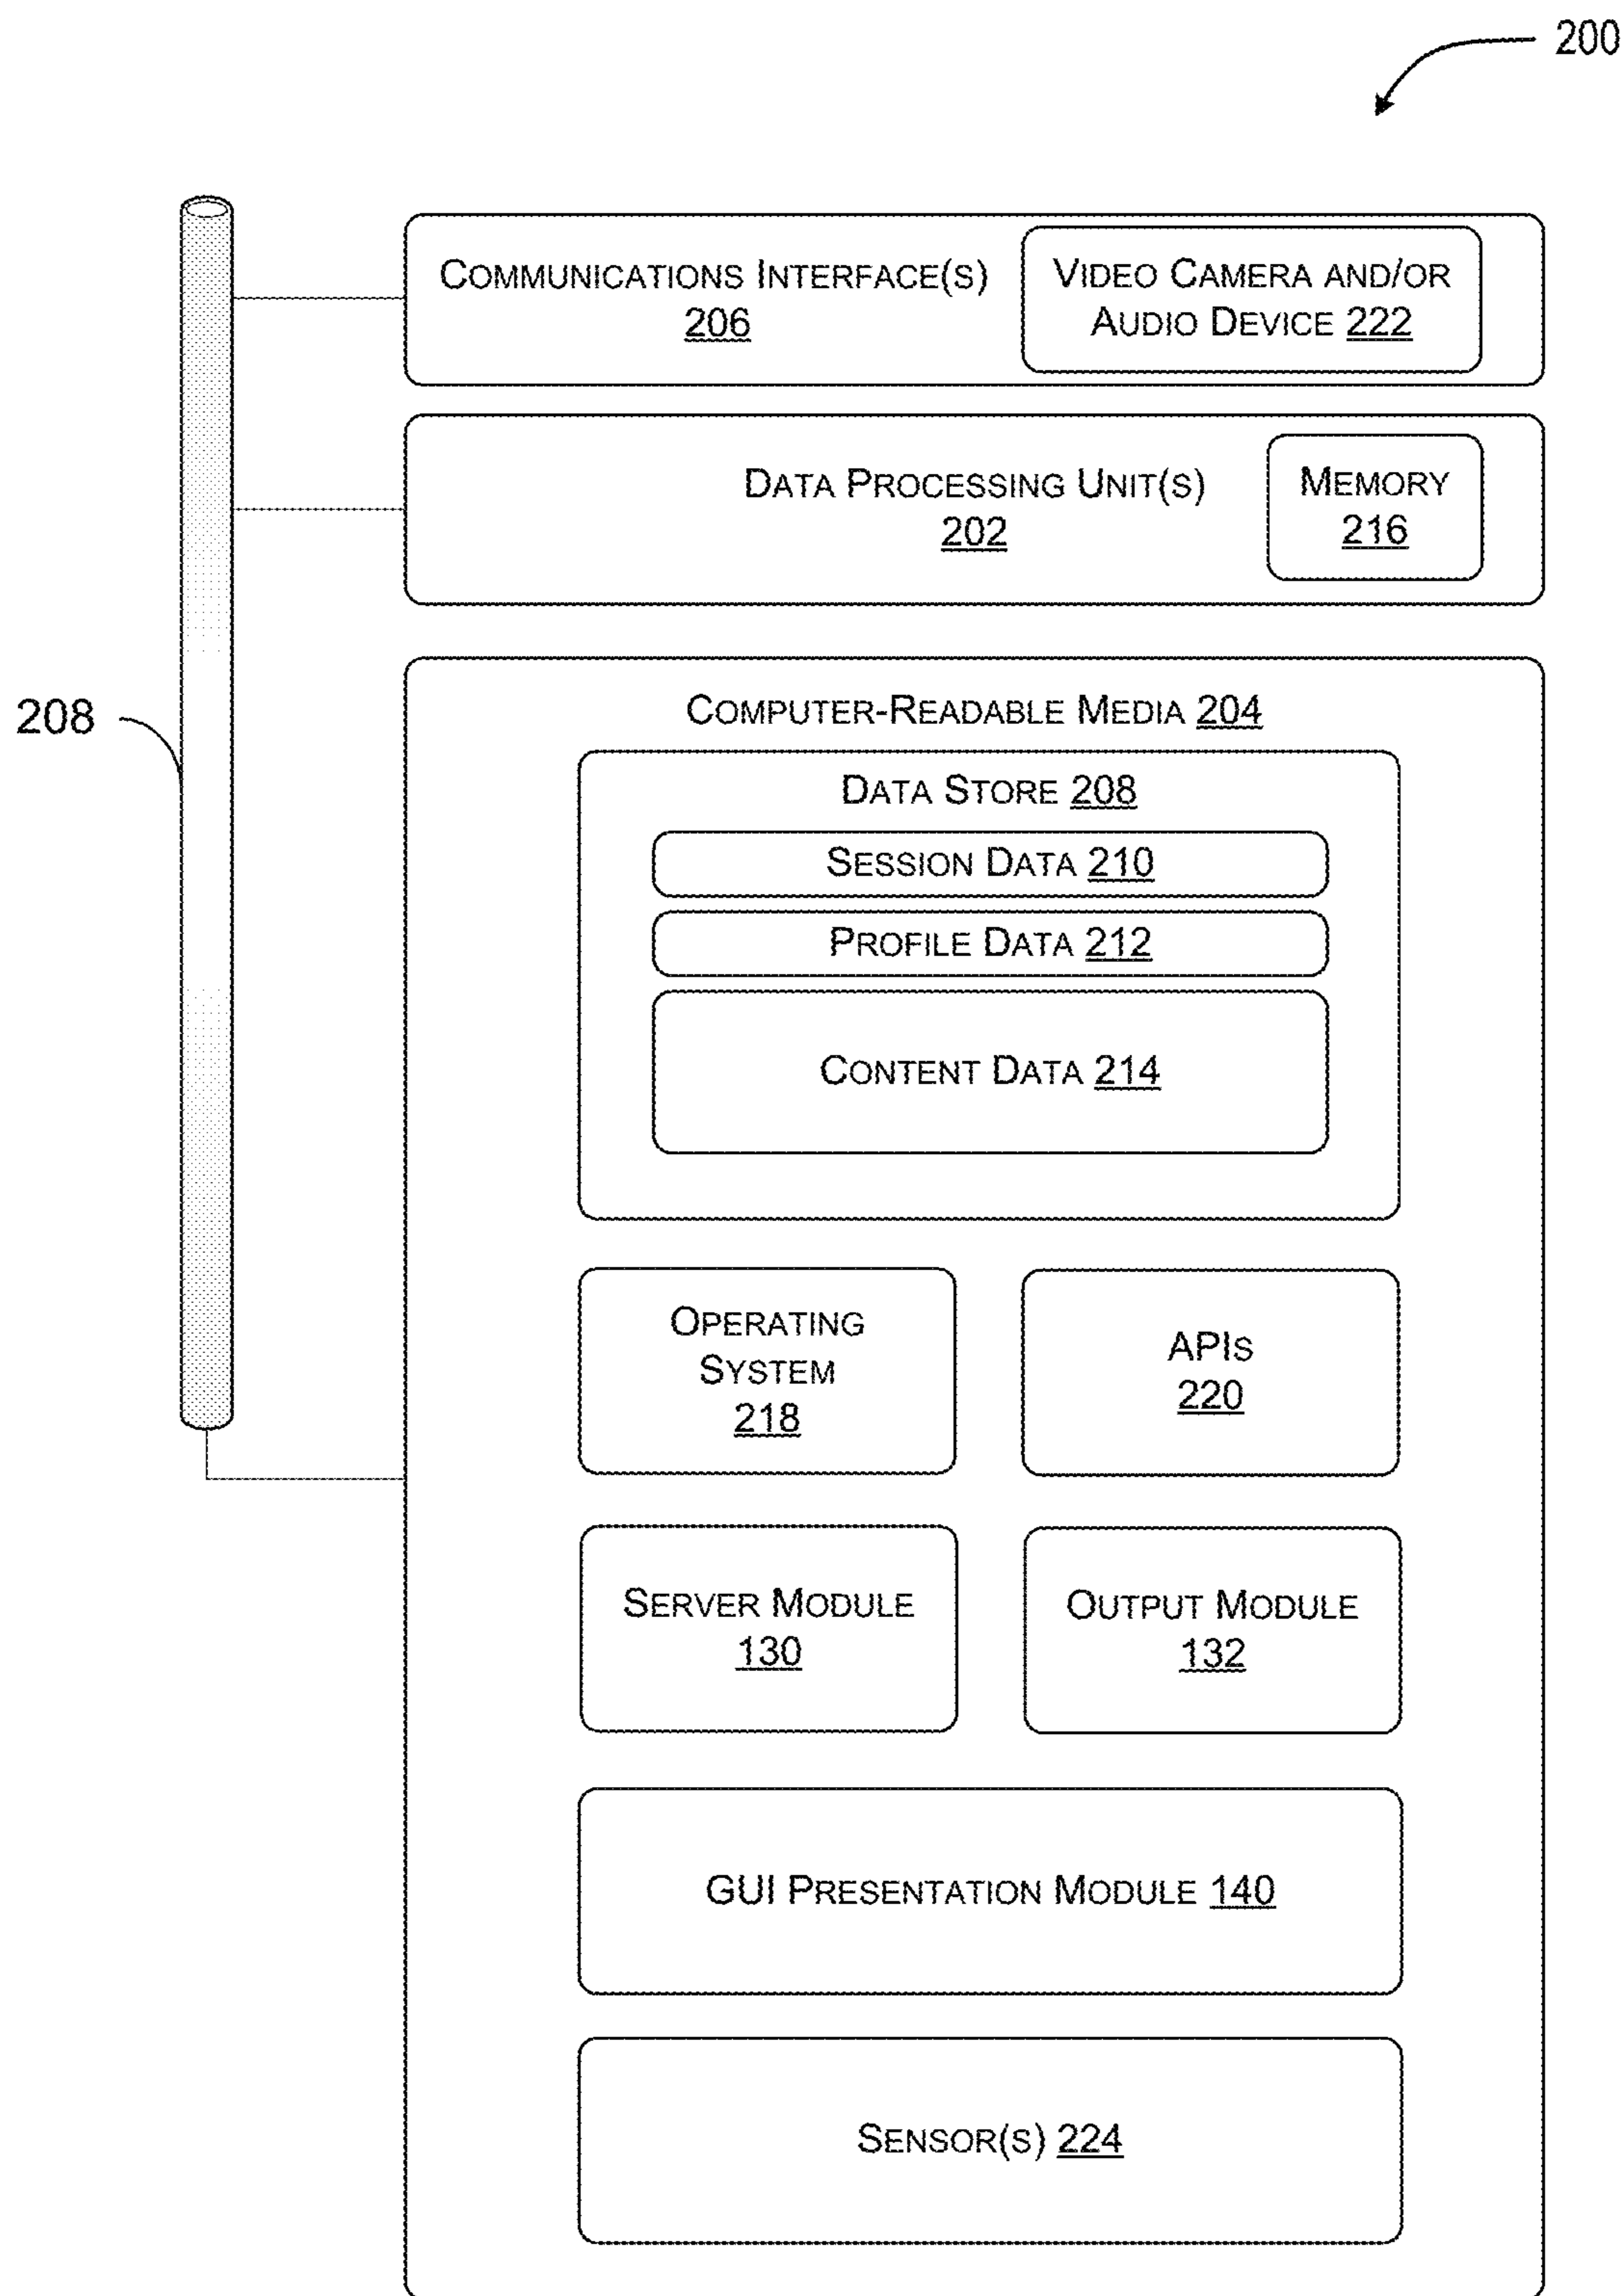 200
COMMUNICATIONS INTERFACE(S)
206
VIDEO CAMERA AND/OR
AUDIO DEVICE 222
DATA PROCESSING UNIT(S)
202
MEMORY
216
208
COMPUTER-READABLE MEDIA 204
DATA STORE 208
SESSION DATA 210
PROFILE DATA 212
CONTENT DATA 214
OPERATING
SYSTEM
218
APIS
220
SERVER MODULE
130
OUTPUT MODULE
132
GUI PRESENTATION MODULE 140
SENSOR(S) 224